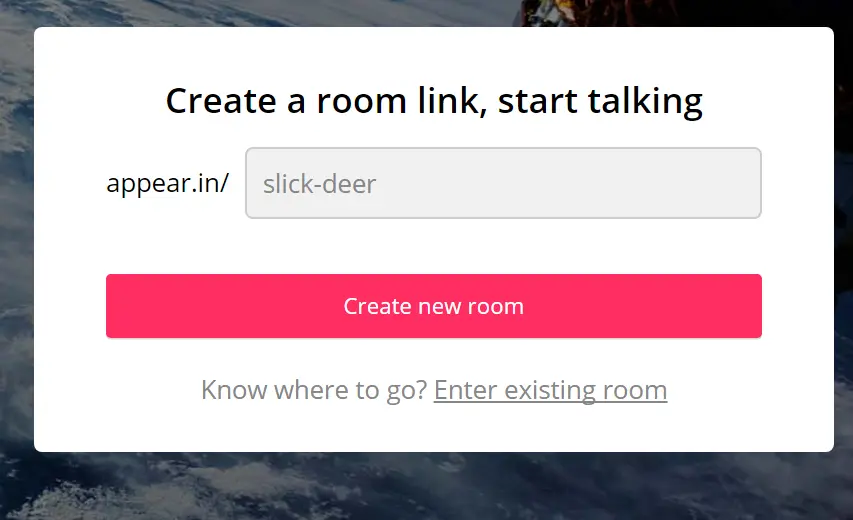 Create a room link, start talking
appear.in/ slick-deer
Create new room
Know where to go? Enter existing room